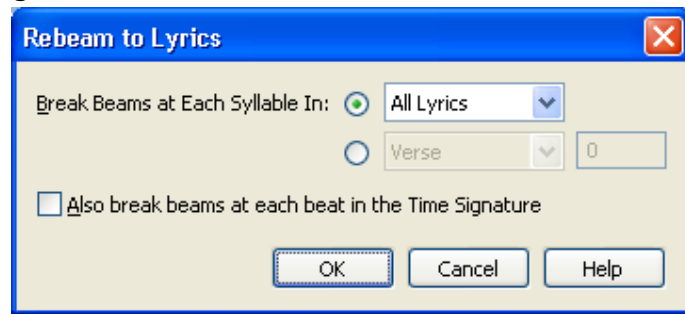 Rebeam to Lyrics
Break Beams at Each Syllable In: All Lyrics
Verse 0
Also break beams at each beat in the Time Signature
OK Cancel Help